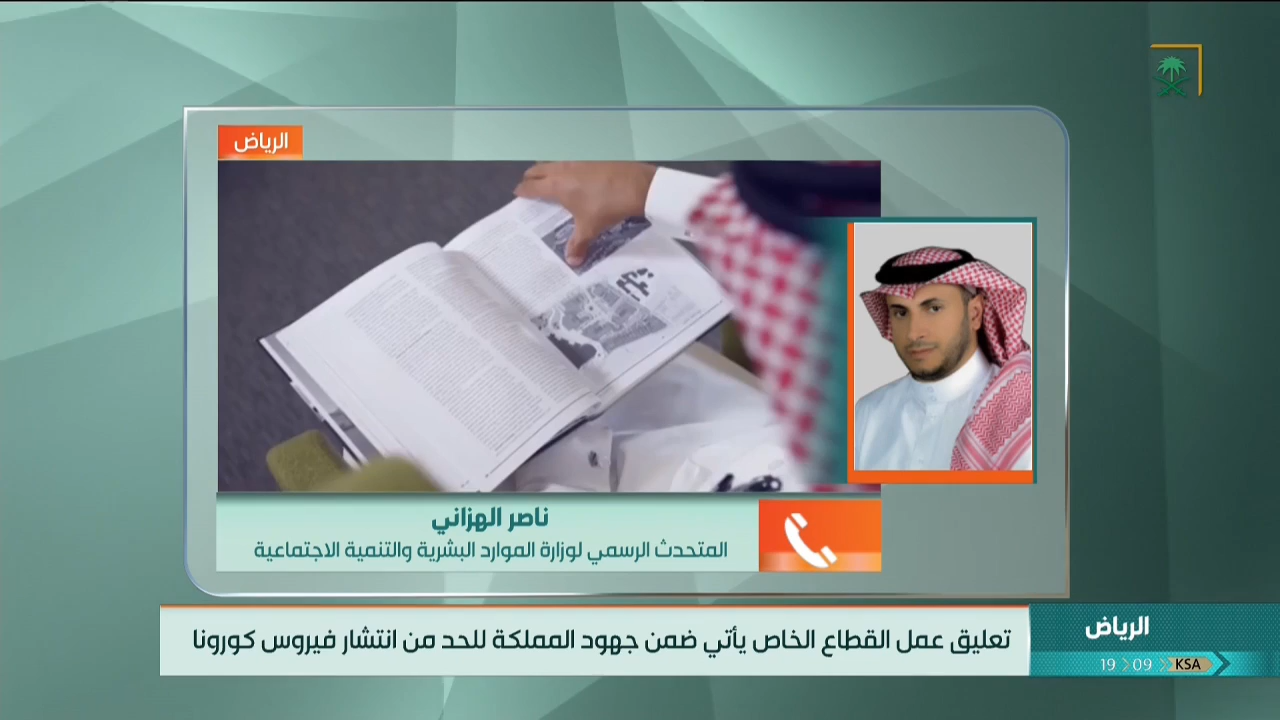 الرياض
ناصر الهزاني
المتحدث الرسمي لوزارة الموارد البشرية والتنمية الاجتماعية
الرياض
تعليق عمل القطاع الخاص يأتي ضمن جهود المملكة للحد من انتشار فيروس كورونا
19 09 KSA